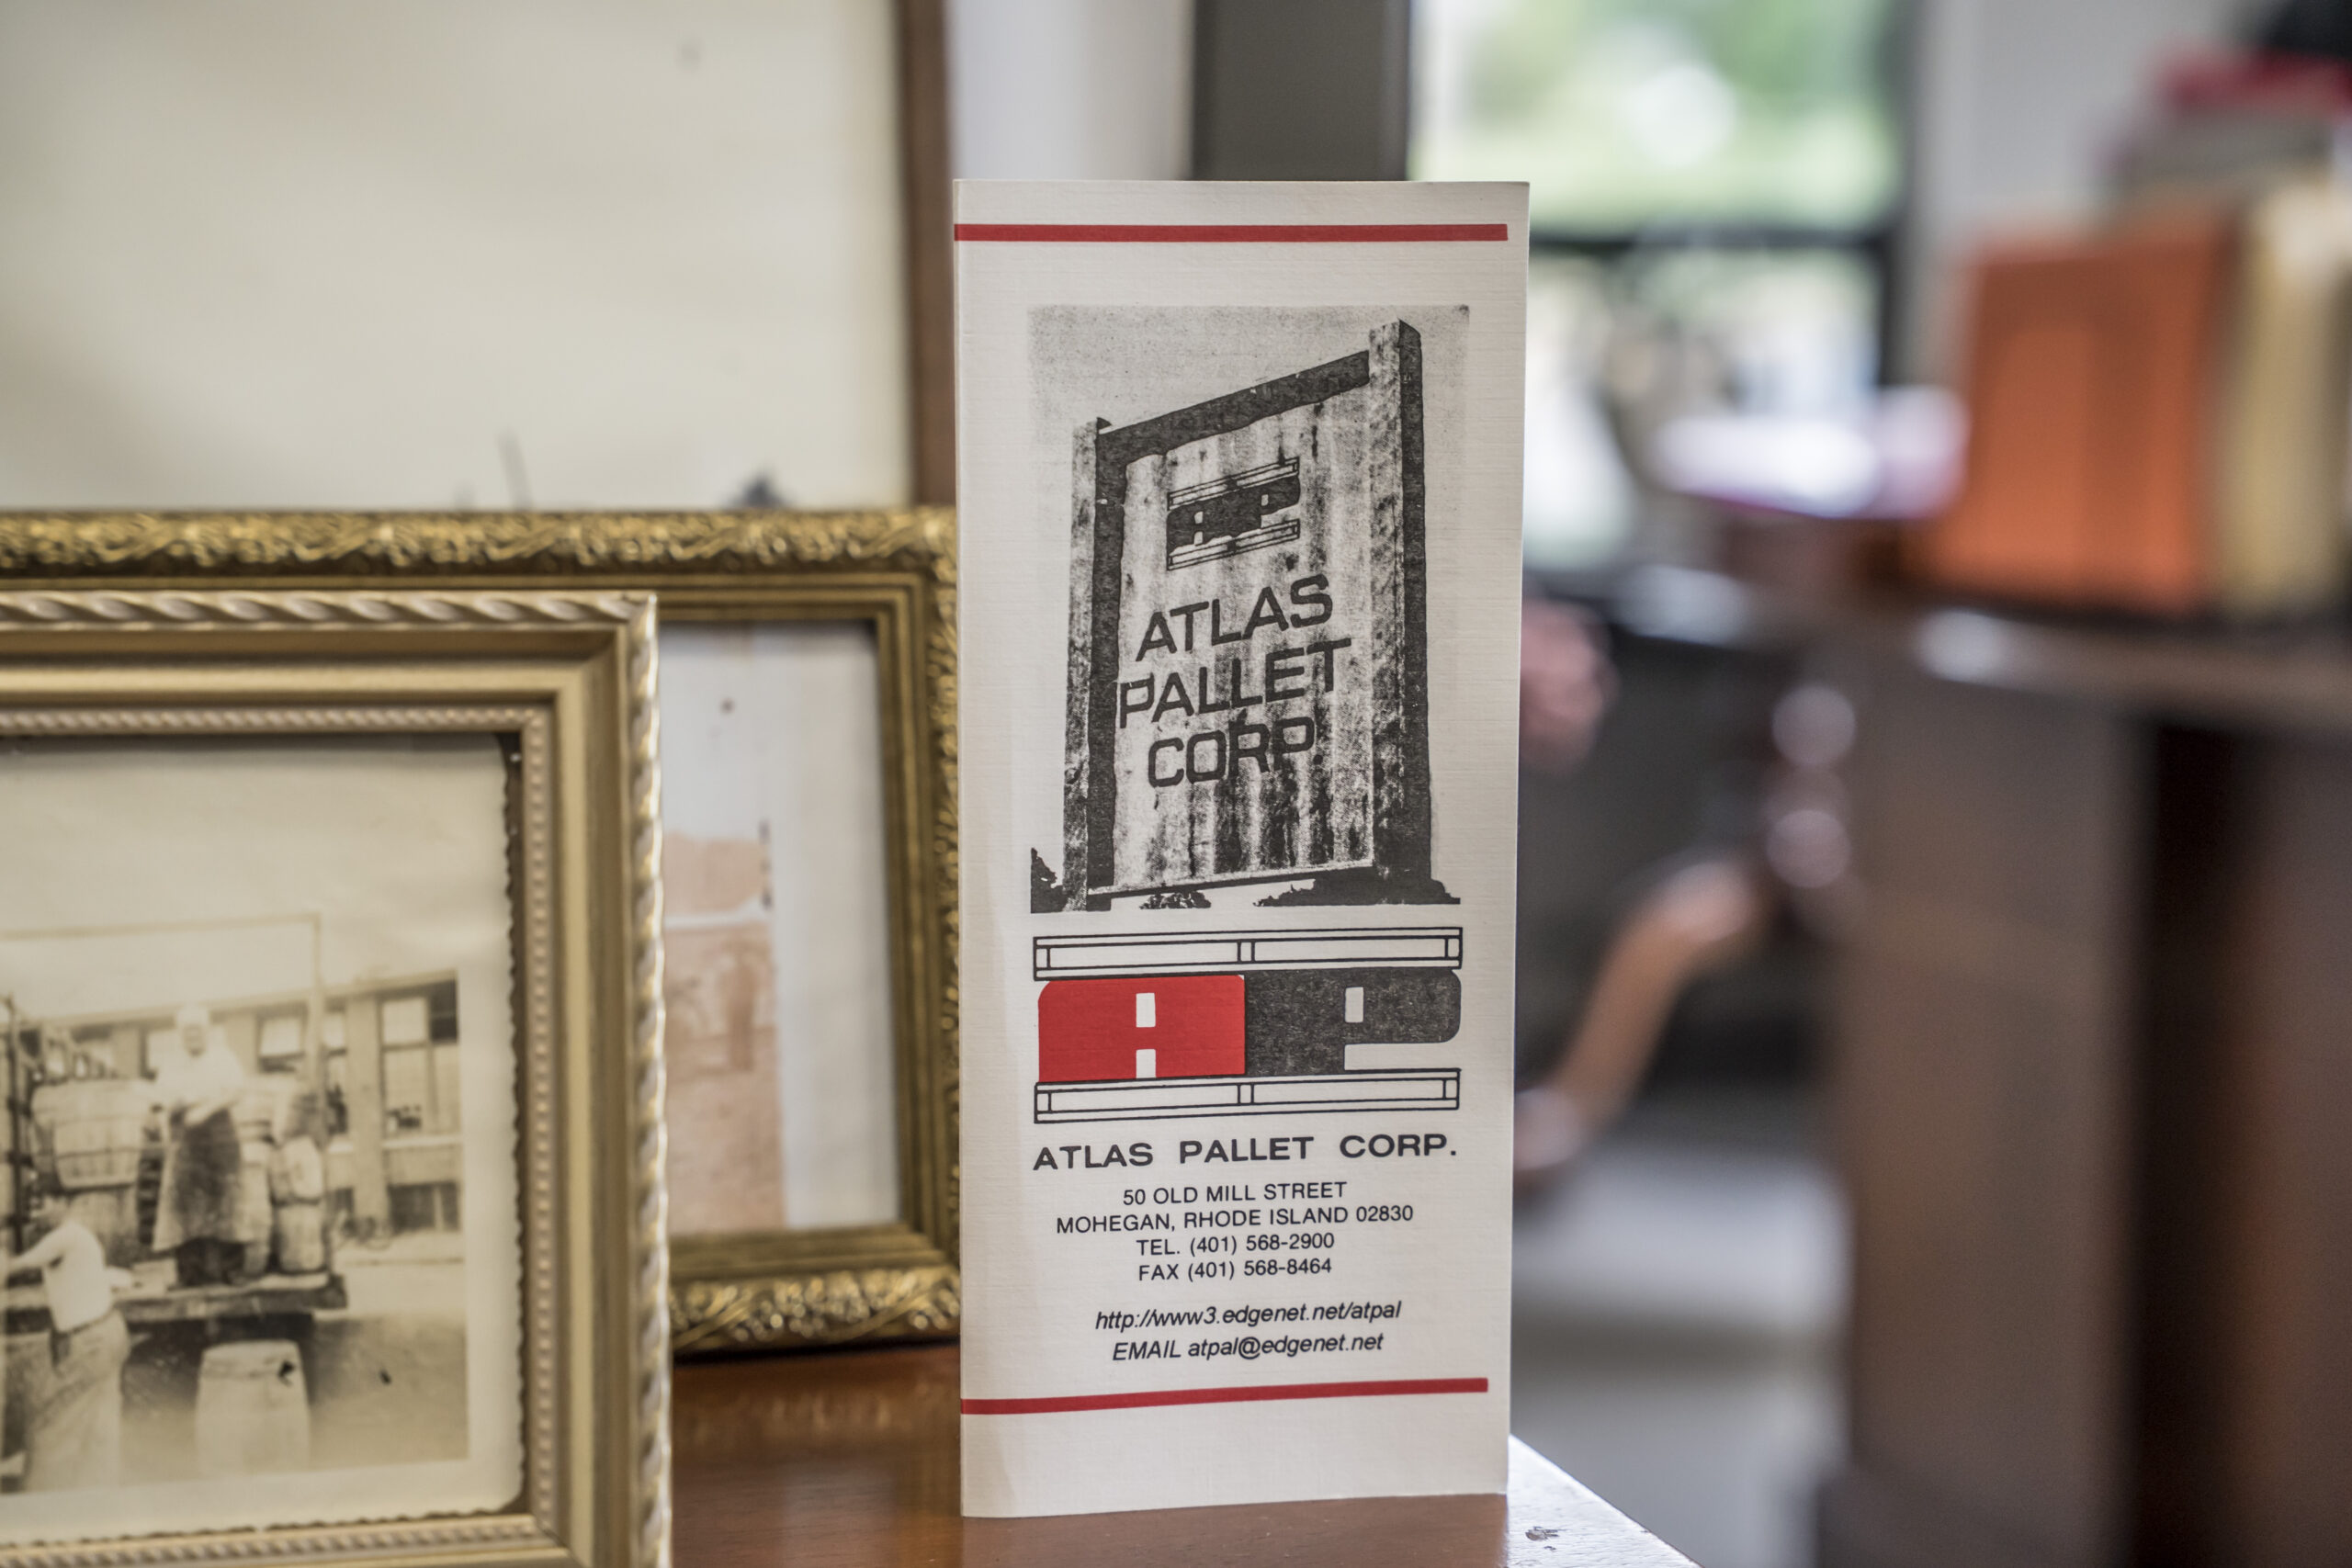 AP
ATLAS
PALLET
CORP.
AP
ATLAS PALLET CORP.
50 OLD MILL STREET
MOHEGAN, RHODE ISLAND 02830
TEL. (401) 568-2900
FAX (401) 568-8464
http://www3.edgenet.net/atpal
EMAIL atpal@edgenet.net